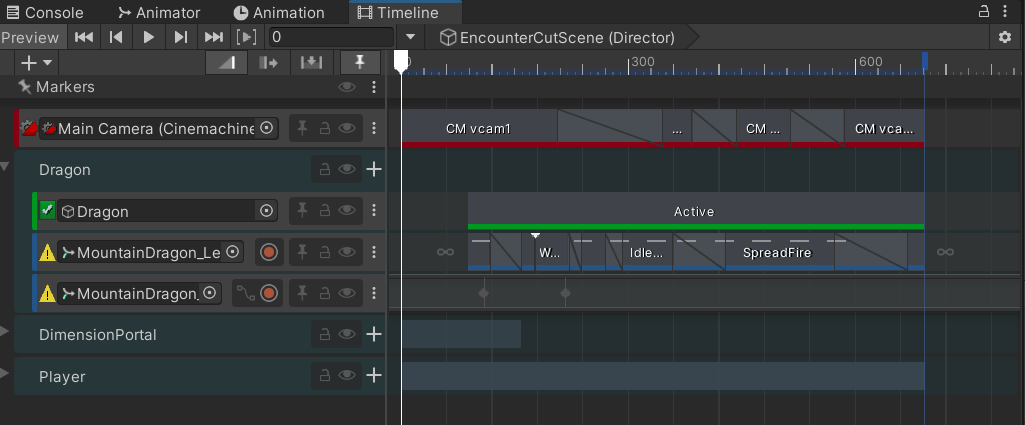 Console Animator Animation Timeline
Preview 0 EncounterCutScene (Director)
0 300 600
Markers
Main Camera (Cinemachine CM vcam1 ... CM ... CM vca...
Dragon
Dragon Active
MountainDragon_Le W... Idle... SpreadFire
MountainDragon_
DimensionPortal
Player